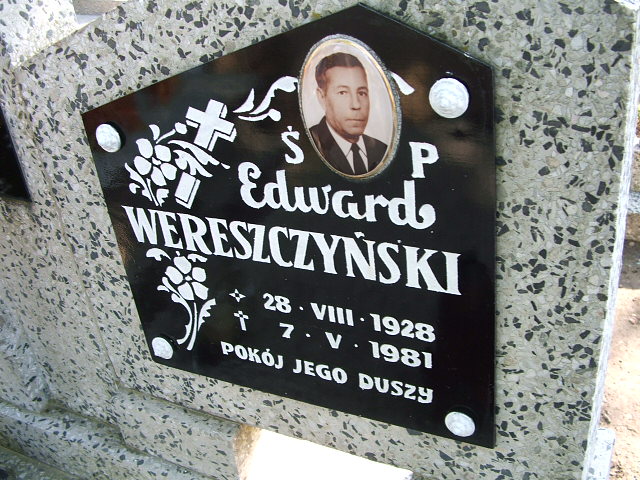 Ś P
Edward
WERESZCZYŃSKI
28 · VIII · 1928
7 · V · 1981
POKÓJ JEGO DUSZY